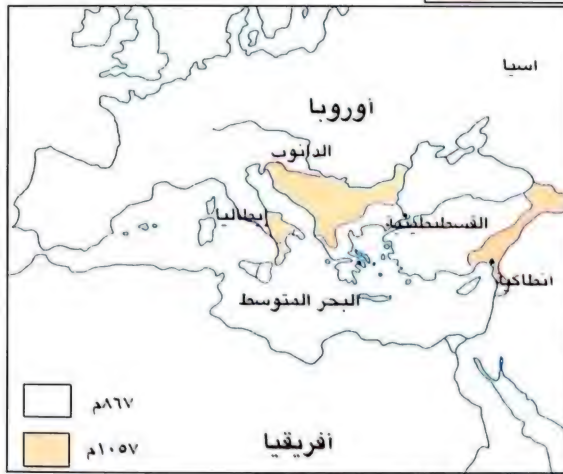 اسيا
أوروبا
الدانوب
إيطاليا
القسطنطينية
انطاكيا
البحر المتوسط
٨٦٧م
١٠٥٧م
أفريقيا